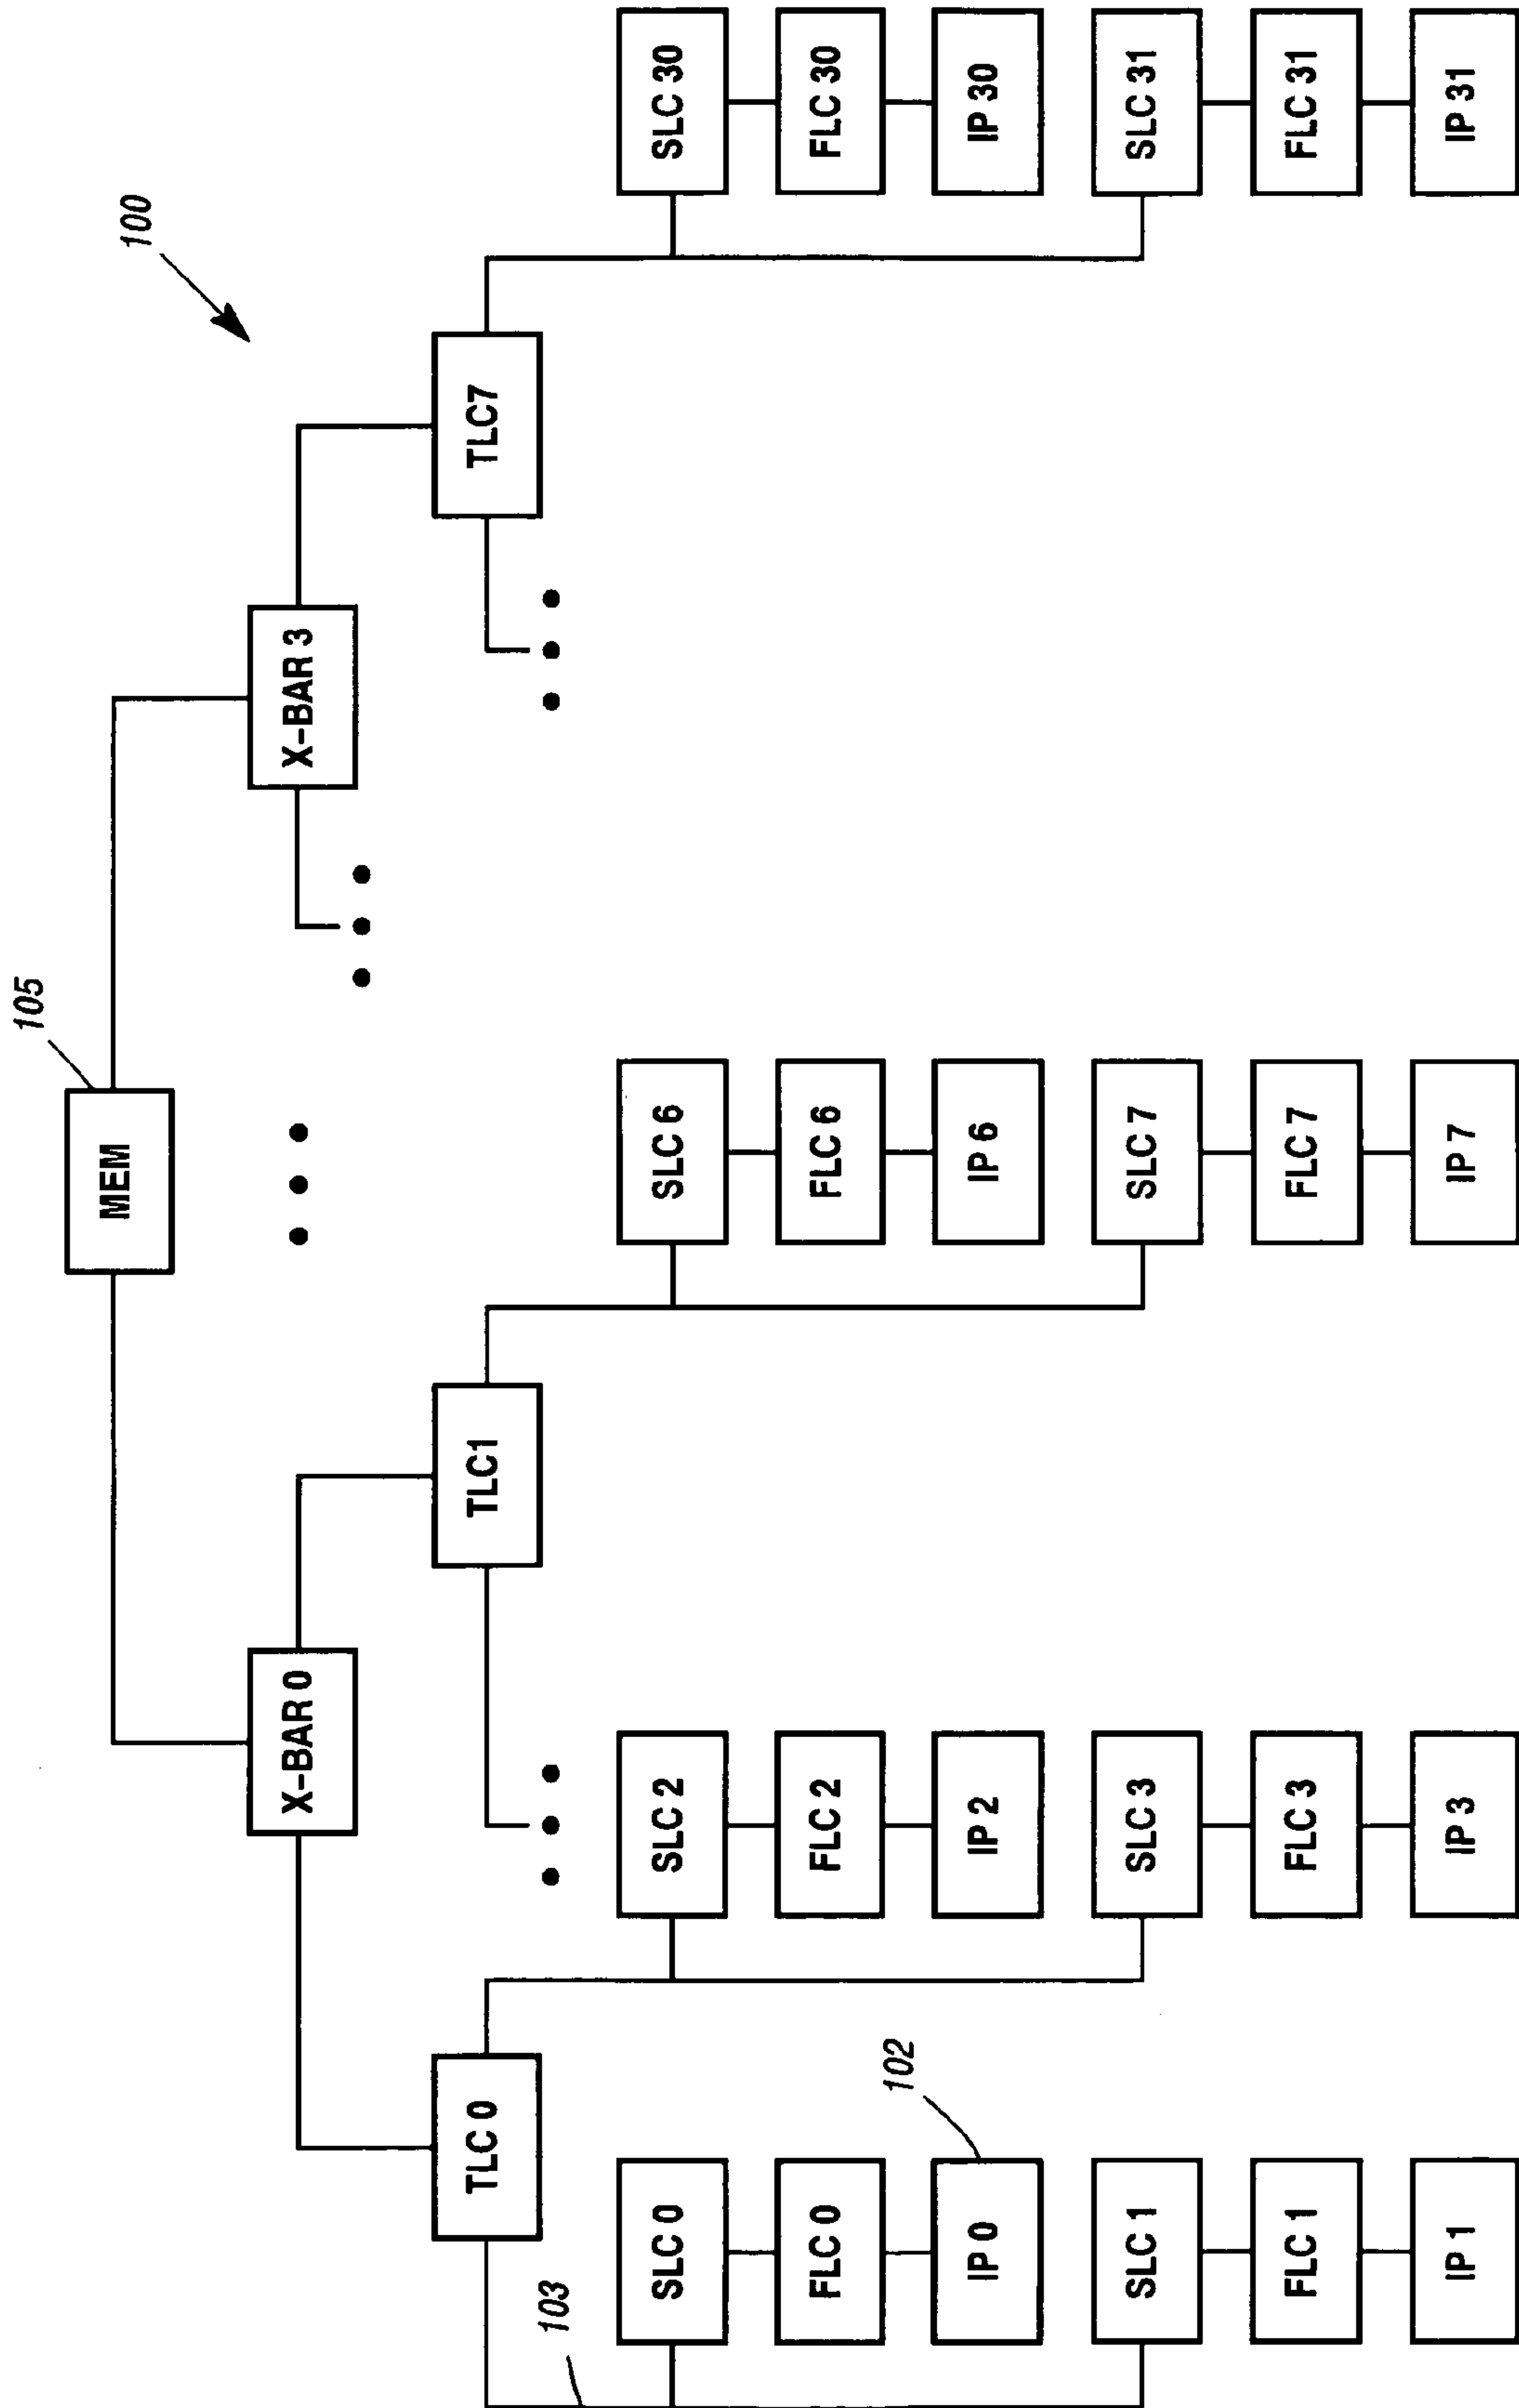 100
105
MEM
X-BAR 0
X-BAR 3
TLC 0
TLC1
TLC7
103
SLC 0
FLC 0
IP 0
102
SLC 1
FLC 1
IP 1
SLC 2
FLC 2
IP 2
SLC 3
FLC 3
IP 3
SLC 6
FLC 6
IP 6
SLC 7
FLC 7
IP 7
SLC 30
FLC 30
IP 30
SLC 31
FLC 31
IP 31